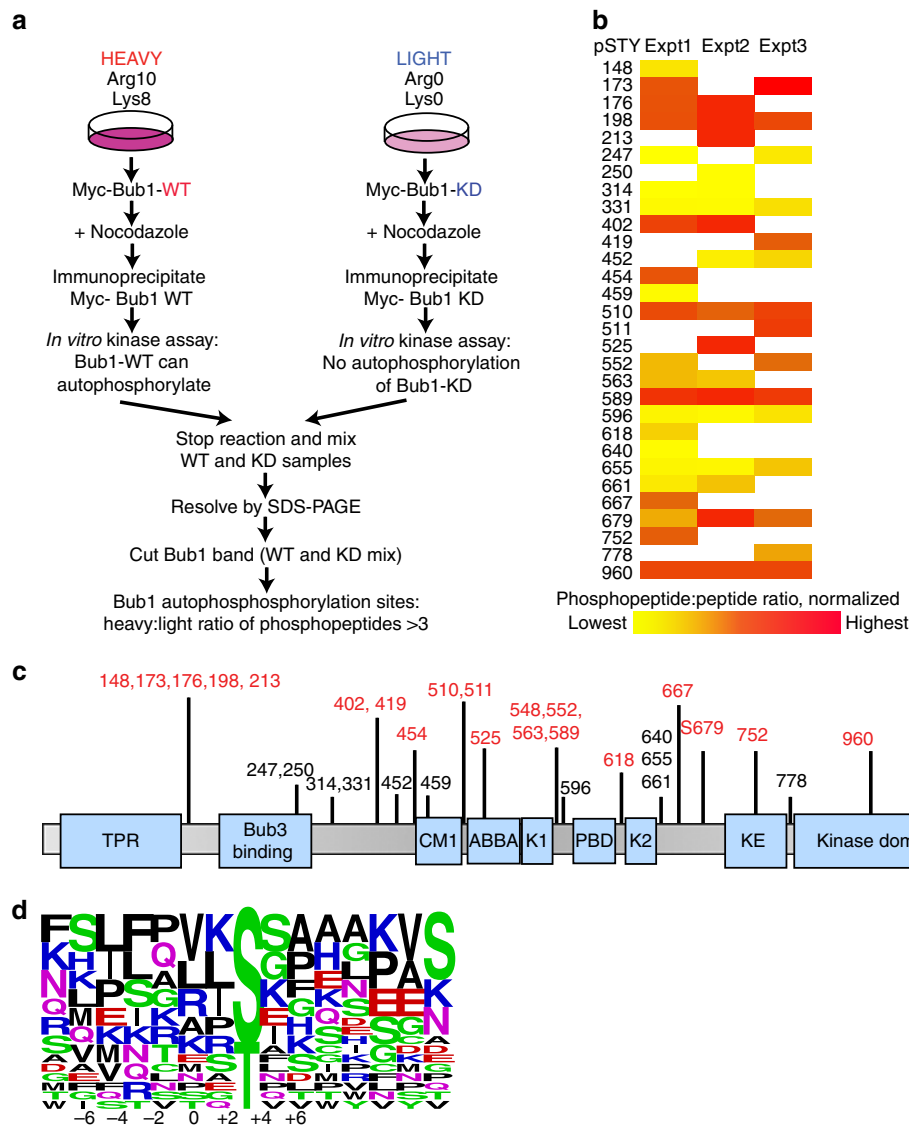 a
HEAVY
Arg10
Lys8
Myc-Bub1-WT
+ Nocodazole
Immunoprecipitate
Myc- Bub1 WT
In vitro kinase assay:
Bub1-WT can
autophosphorylate
LIGHT
Arg0
Lys0
Myc-Bub1-KD
+ Nocodazole
Immunoprecipitate
Myc- Bub1 KD
In vitro kinase assay:
No autophosphorylation
of Bub1-KD
Stop reaction and mix
WT and KD samples
Resolve by SDS-PAGE
Cut Bub1 band (WT and KD mix)
Bub1 autophosphosphorylation sites:
heavy:light ratio of phosphopeptides >3
b
pSTY Expt1 Expt2 Expt3
148
173
176
198
213
247
250
314
331
402
419
452
454
459
510
511
525
552
563
589
596
618
640
655
661
667
679
752
778
960
Phosphopeptide:peptide ratio, normalized
Lowest Highest
c
148,173,176,198, 213
247,250
314,331
402, 419
452
454
459
510,511
525
548,552,
563,589
596
618
640
655
661
667
S679
752
778
960
TPR
Bub3
binding
CM1
ABBA
K1
PBD
K2
KE
Kinase dom
d
F S L F P V K S S A A A K V S
−6 −4 −2 0 +2 +4 +6